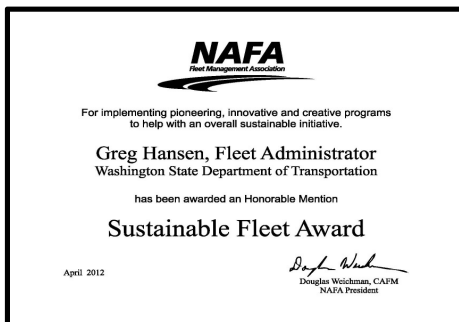 NAFA
Fleet Management Association
For implementing pioneering, innovative and creative programs
to help with an overall sustainable initiative.
Greg Hansen, Fleet Administrator
Washington State Department of Transportation
has been awarded an Honorable Mention
Sustainable Fleet Award
April 2012
Douglas Weichman, CAFM
NAFA President